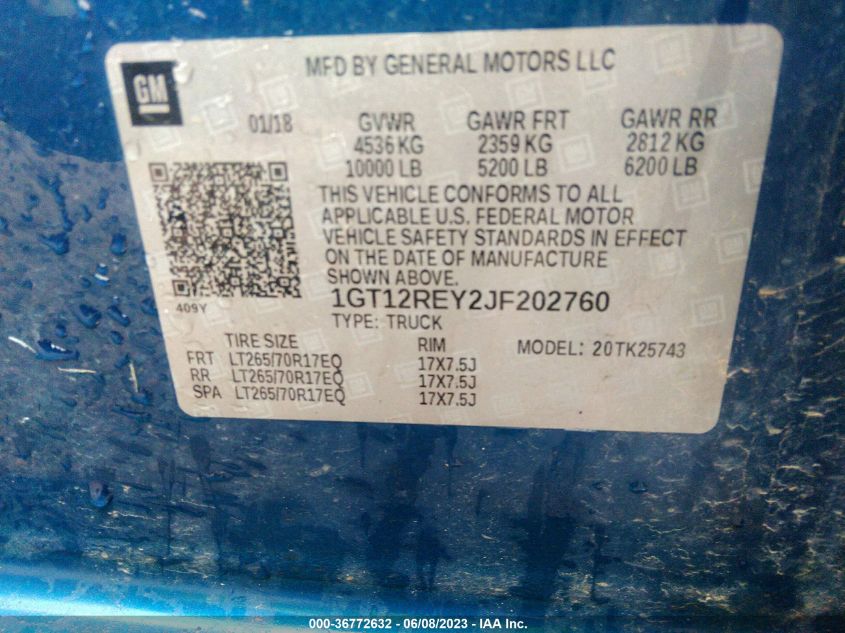 GM
MFD BY GENERAL MOTORS LLC
01/18 GVWR GAWR FRT GAWR RR
4536 KG 2359 KG 2812 KG
10000 LB 5200 LB 6200 LB
THIS VEHICLE CONFORMS TO ALL
APPLICABLE U.S. FEDERAL MOTOR
VEHICLE SAFETY STANDARDS IN EFFECT
ON THE DATE OF MANUFACTURE
SHOWN ABOVE.
409Y
1GT12REY2JF202760
TYPE: TRUCK
TIRE SIZE RIM MODEL: 20TK25743
FRT LT265/70R17EQ 17X7.5J
RR LT265/70R17EQ 17X7.5J
SPA LT265/70R17EQ 17X7.5J
000-36772632 - 06/08/2023 - IAA Inc.